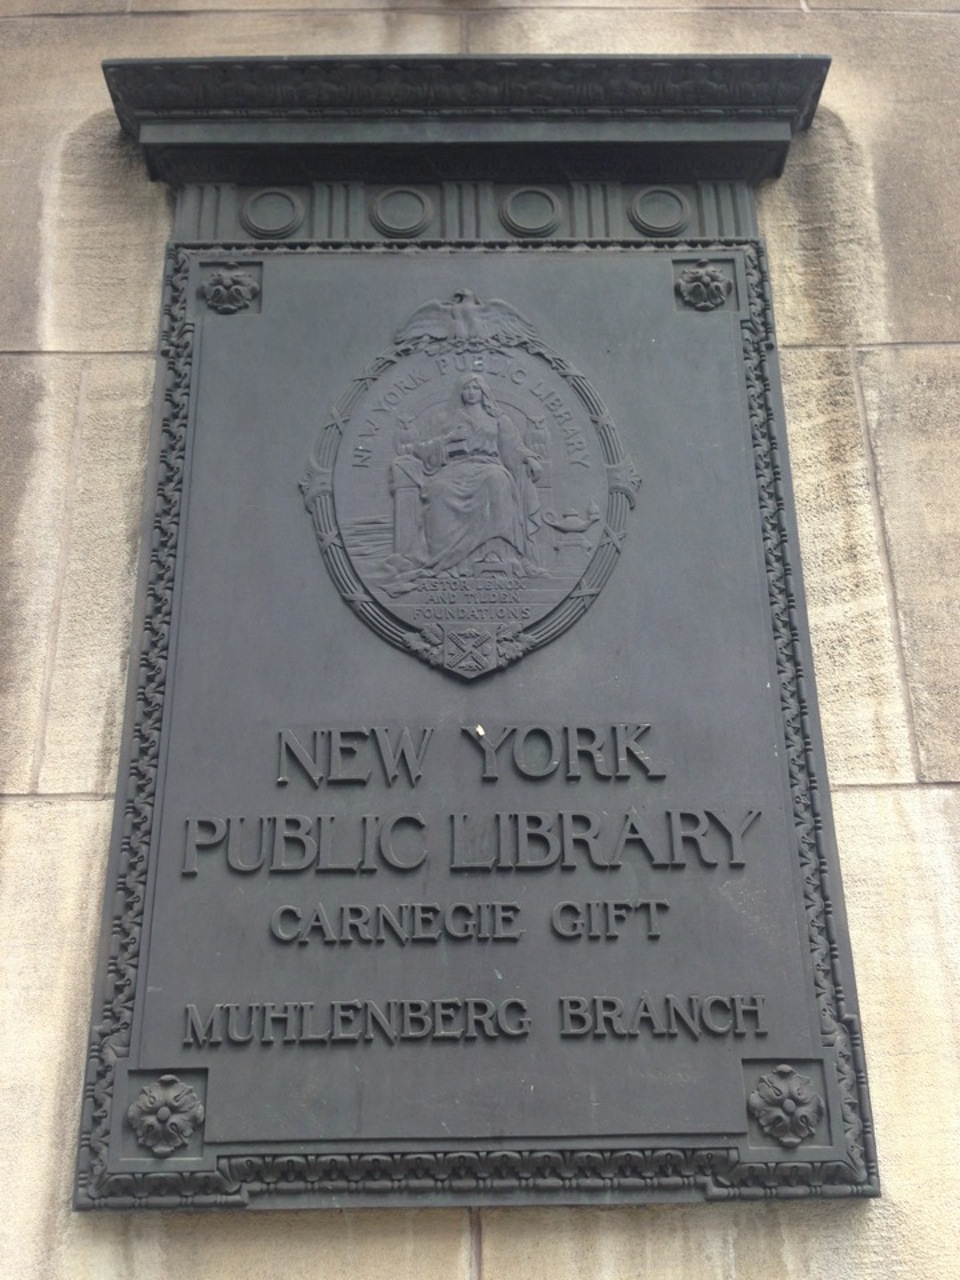 NEW YORK PUBLIC LIBRARY
ASTOR LENOX
AND TILDEN
FOUNDATIONS
NEW YORK
PUBLIC LIBRARY
CARNEGIE GIFT
MUHLENBERG BRANCH